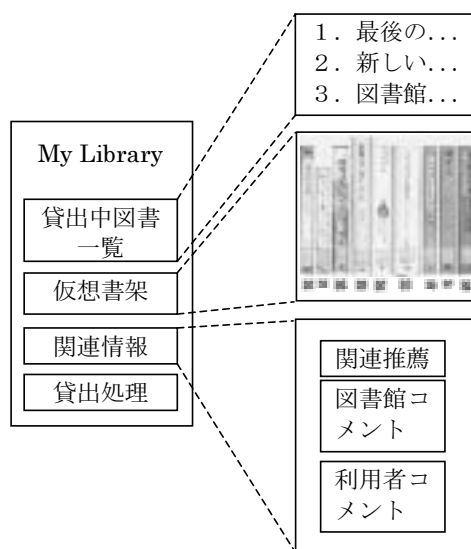 My Library
貸出中図書
一覧
仮想書架
関連情報
貸出処理
１．最後の...
２．新しい...
３．図書館...
関連推薦
図書館コ
メント
利用者コ
メント